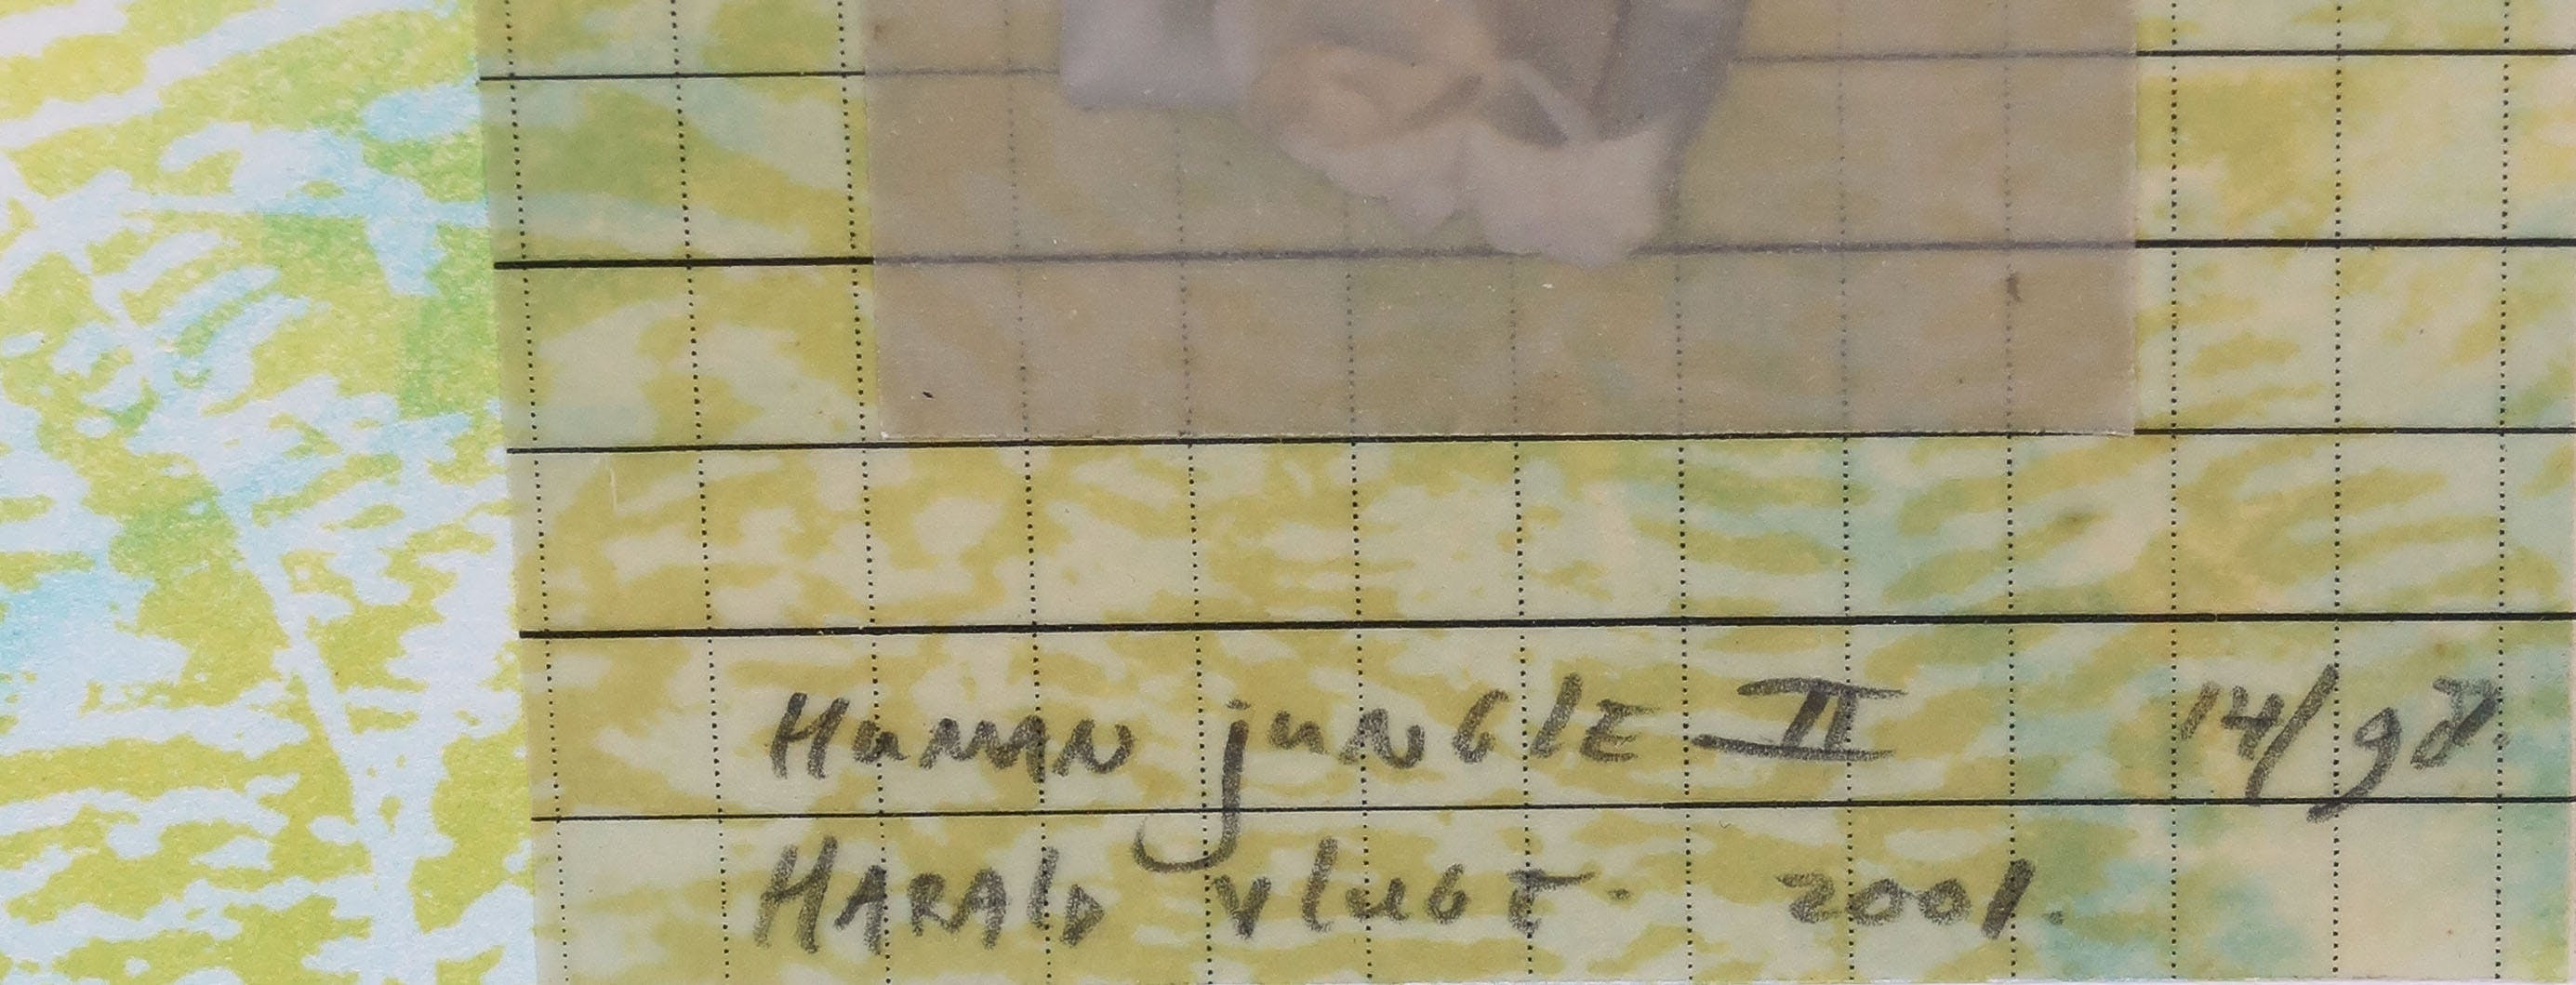 Human jungle II 14/98.
Harald Vlugt. 2001.